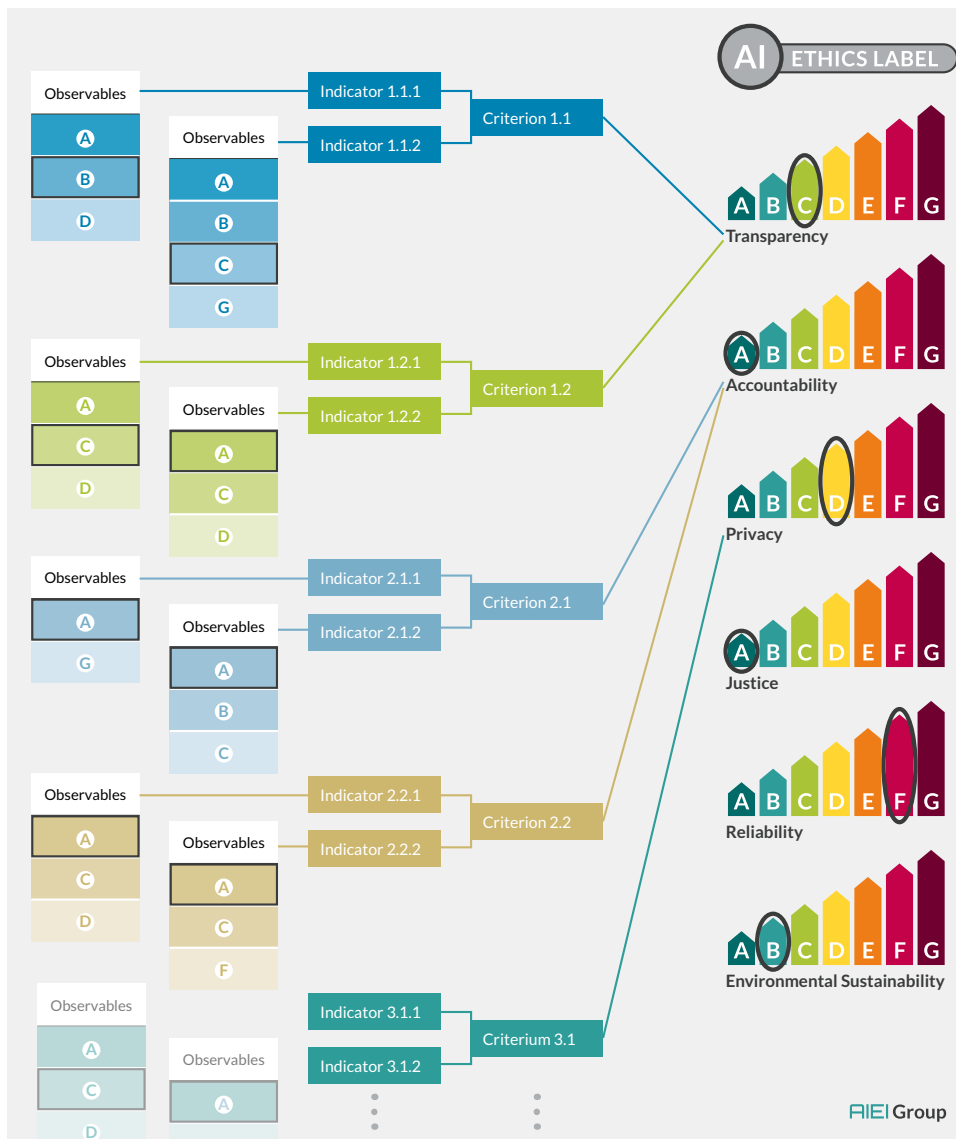 AI ETHICS LABEL
Observables
A
B
D
Indicator 1.1.1
Indicator 1.1.2
Criterion 1.1
Observables
A
B
C
G
A B C D E F G
Transparency
Observables
A
C
D
Indicator 1.2.1
Indicator 1.2.2
Criterion 1.2
Observables
A
C
D
A B C D E F G
Accountability
Observables
A
G
Indicator 2.1.1
Indicator 2.1.2
Criterion 2.1
Observables
A
B
C
A B C D E F G
Privacy
A B C D E F G
Justice
Observables
A
C
D
Indicator 2.2.1
Indicator 2.2.2
Criterion 2.2
Observables
A
C
F
A B C D E F G
Reliability
A B C D E F G
Environmental Sustainability
Observables
A
C
D
Indicator 3.1.1
Indicator 3.1.2
Criterium 3.1
Observables
A
AIEI Group